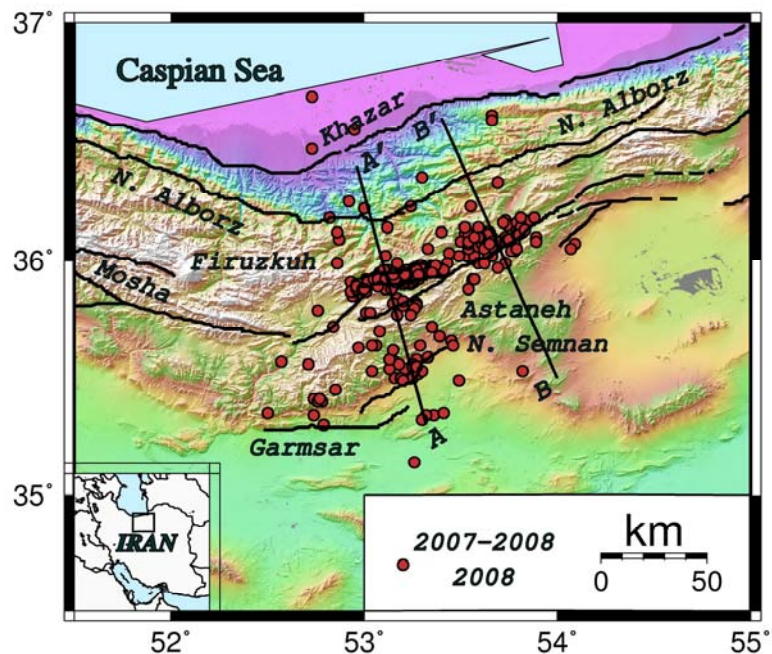 37°
Caspian Sea
Khazar
A'
B'
N. Alborz
N. Alborz
36°
Firuzkuh
Mosha
Astaneh
N. Semnan
B
A
Garmsar
35°
IRAN
2007–2008
2008
km
0
50
52°
53°
54°
55°